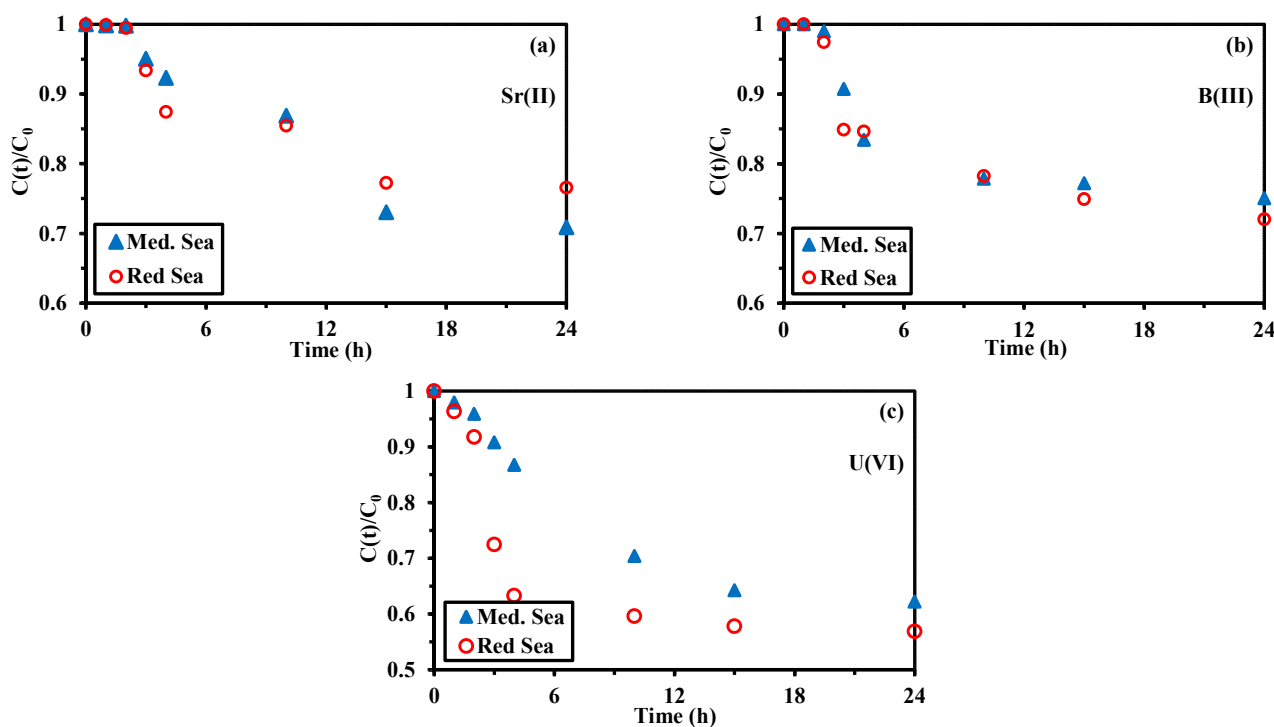 1
0.9
0.8
0.7
0.6
C(t)/C₀
(a)
Sr(II)
Med. Sea
Red Sea
0 6 12 18 24
Time (h)
1
0.9
0.8
0.7
0.6
C(t)/C₀
(b)
B(III)
Med. Sea
Red Sea
0 6 12 18 24
Time (h)
1
0.9
0.8
0.7
0.6
0.5
C(t)/C₀
(c)
U(VI)
Med. Sea
Red Sea
0 6 12 18 24
Time (h)